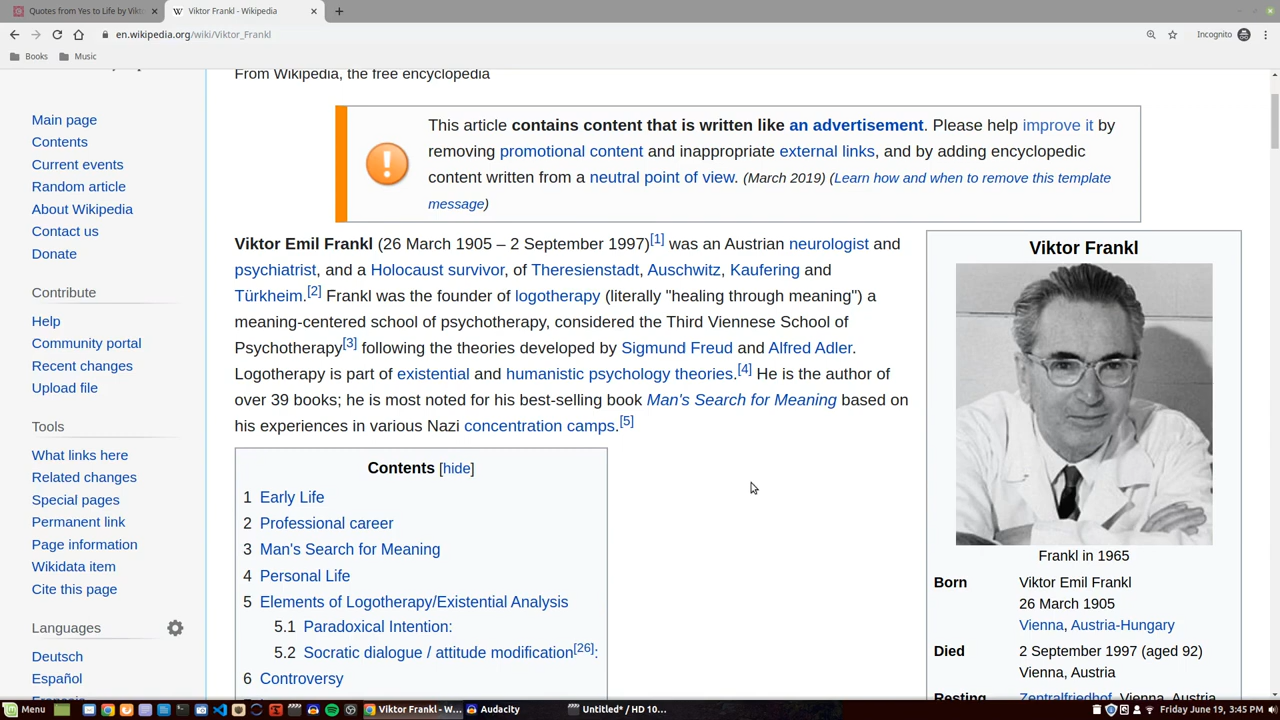 Quotes from Yes to Life by Vikt
Viktor Frankl - Wikipedia
en.wikipedia.org/wiki/Viktor_Frankl
Incognito
Books
Music
From Wikipedia, the free encyclopedia
Main page
Contents
Current events
Random article
About Wikipedia
Contact us
Donate
Contribute
Help
Community portal
Recent changes
Upload file
Tools
What links here
Related changes
Special pages
Permanent link
Page information
Wikidata item
Cite this page
Languages
Deutsch
Español
This article contains content that is written like an advertisement. Please help improve it by
removing promotional content and inappropriate external links, and by adding encyclopedic
content written from a neutral point of view. (March 2019) (Learn how and when to remove this template
message)
Viktor Emil Frankl (26 March 1905 – 2 September 1997)[1] was an Austrian neurologist and
psychiatrist, and a Holocaust survivor, of Theresienstadt, Auschwitz, Kaufering and
Türkheim.[2] Frankl was the founder of logotherapy (literally "healing through meaning") a
meaning-centered school of psychotherapy, considered the Third Viennese School of
Psychotherapy[3] following the theories developed by Sigmund Freud and Alfred Adler.
Logotherapy is part of existential and humanistic psychology theories.[4] He is the author of
over 39 books; he is most noted for his best-selling book Man's Search for Meaning based on
his experiences in various Nazi concentration camps.[5]
Contents [hide]
1 Early Life
2 Professional career
3 Man's Search for Meaning
4 Personal Life
5 Elements of Logotherapy/Existential Analysis
5.1 Paradoxical Intention:
5.2 Socratic dialogue / attitude modification[26]:
6 Controversy
Viktor Frankl
Frankl in 1965
Born Viktor Emil Frankl
26 March 1905
Vienna, Austria-Hungary
Died 2 September 1997 (aged 92)
Vienna, Austria
Resting Zentralfriedhof, Vienna, Austria
Menu
Viktor Frankl - W...
Audacity
Untitled* / HD 10...
Friday June 19, 3:45 PM